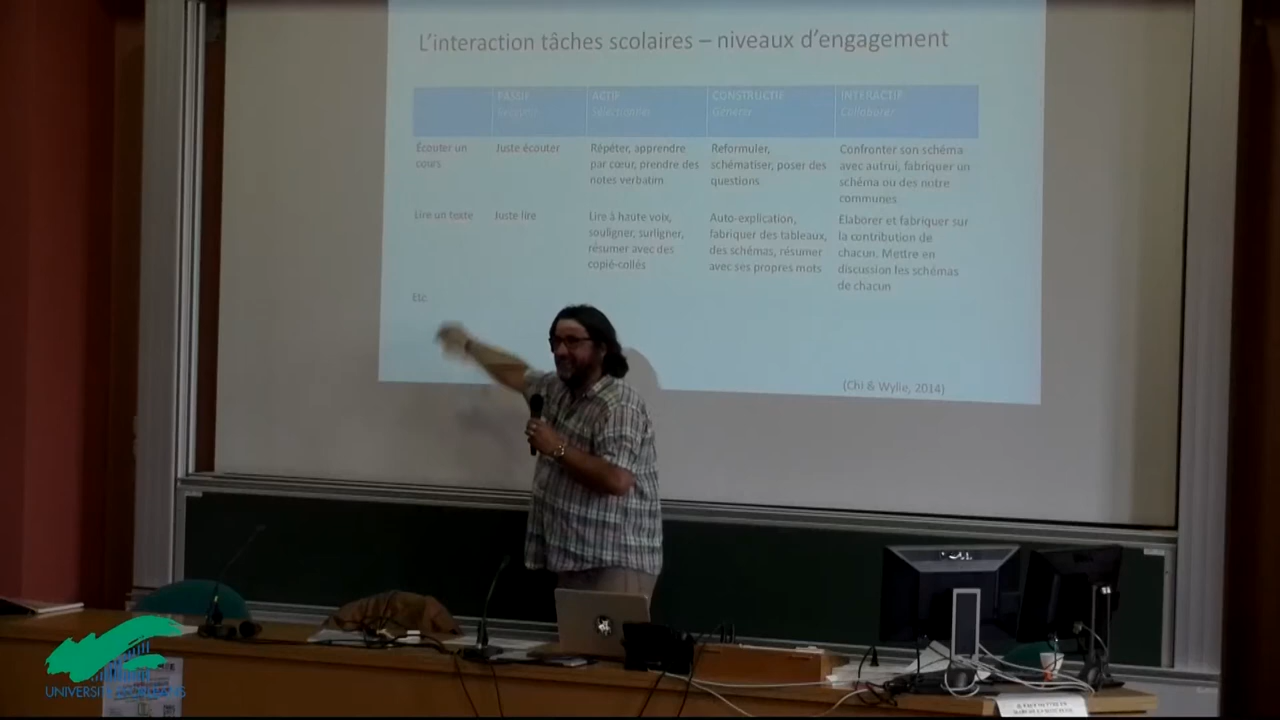 L'interaction tâches scolaires – niveaux d'engagement
PASSIF
ACTIF
CONSTRUCTIF
INTERACTIF
Recevoir
Sélectionner
Générer
Collaborer
Écouter un
cours
Juste écouter
Répéter, apprendre
par cœur, prendre des
notes verbatim
Reformuler,
schématiser, poser des
questions
Confronter son schéma
avec autrui, fabriquer un
schéma ou des notre
communes
Lire un texte
Juste lire
Lire à haute voix,
souligner, surligner,
résumer avec des
copié-collés
Auto-explication,
fabriquer des tableaux,
des schémas, résumer
avec ses propres mots
Elaborer et fabriquer sur
la contribution de
chacun. Mettre en
discussion les schémas
de chacun
Etc
(Chi & Wylie, 2014)